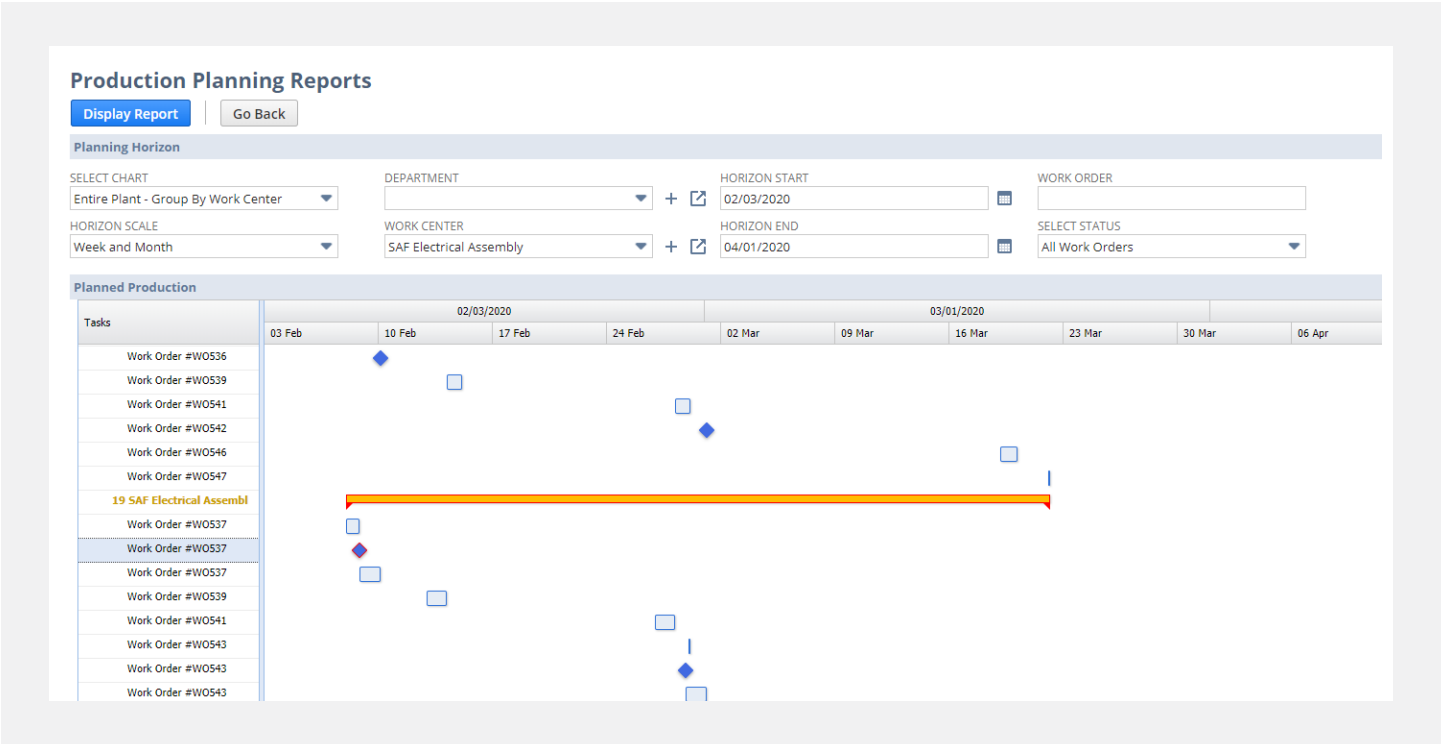 Production Planning Reports
Display Report Go Back
Planning Horizon
SELECT CHART DEPARTMENT HORIZON START WORK ORDER
Entire Plant - Group By Work Center 02/03/2020
HORIZON SCALE WORK CENTER HORIZON END SELECT STATUS
Week and Month SAF Electrical Assembly 04/01/2020 All Work Orders
Planned Production
Tasks 02/03/2020 03/01/2020
03 Feb 10 Feb 17 Feb 24 Feb 02 Mar 09 Mar 16 Mar 23 Mar 30 Mar 06 Apr
Work Order #WO536
Work Order #WO539
Work Order #WO541
Work Order #WO542
Work Order #WO546
Work Order #WO547
19 SAF Electrical Assembl
Work Order #WO537
Work Order #WO537
Work Order #WO537
Work Order #WO539
Work Order #WO541
Work Order #WO543
Work Order #WO543
Work Order #WO543